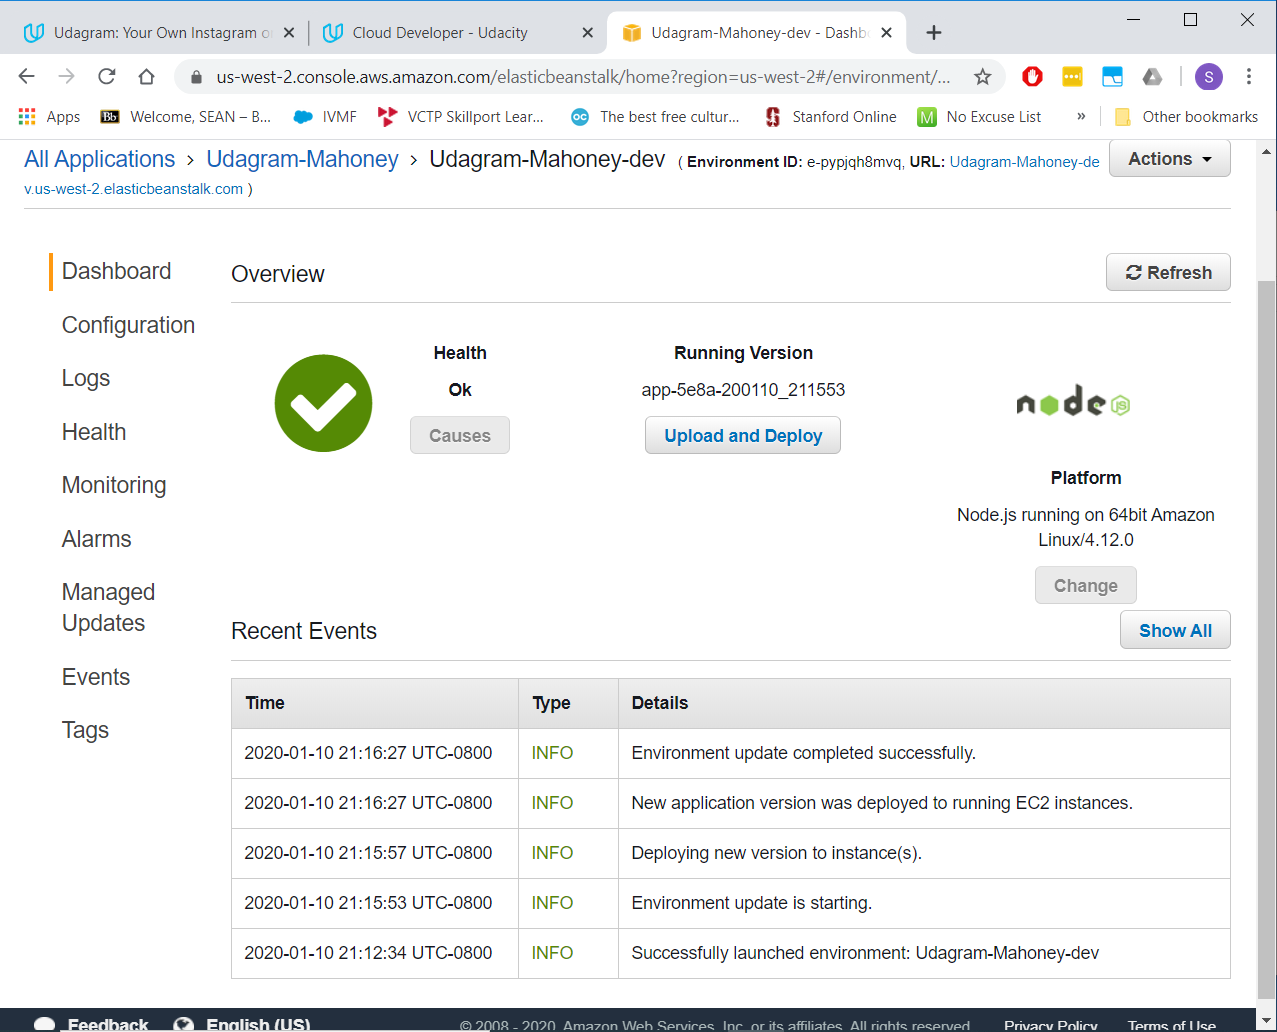 Udagram: Your Own Instagram o
Cloud Developer - Udacity
Udagram-Mahoney-dev - Dashb
us-west-2.console.aws.amazon.com/elasticbeanstalk/home?region=us-west-2#/environment/...
S
Apps
Bb
Welcome, SEAN – B...
IVMF
VCTP Skillport Lear...
oc
The best free cultur...
Stanford Online
M
No Excuse List
»
Other bookmarks
All Applications › Udagram-Mahoney › Udagram-Mahoney-dev ( Environment ID: e-pypjqh8mvq, URL: Udagram-Mahoney-de
v.us-west-2.elasticbeanstalk.com )
Actions
Dashboard
Configuration
Logs
Health
Monitoring
Alarms
Managed
Updates
Events
Tags
Overview
Refresh
Health
Ok
Causes
Running Version
app-5e8a-200110_211553
Upload and Deploy
node
JS
Platform
Node.js running on 64bit Amazon
Linux/4.12.0
Change
Recent Events
Show All
Time Type Details
2020-01-10 21:16:27 UTC-0800 INFO Environment update completed successfully.
2020-01-10 21:16:27 UTC-0800 INFO New application version was deployed to running EC2 instances.
2020-01-10 21:15:57 UTC-0800 INFO Deploying new version to instance(s).
2020-01-10 21:15:53 UTC-0800 INFO Environment update is starting.
2020-01-10 21:12:34 UTC-0800 INFO Successfully launched environment: Udagram-Mahoney-dev
Feedback English (US) © 2008 - 2020, Amazon Web Services, Inc. or its affiliates. All rights reserved. Privacy Policy Terms of Use